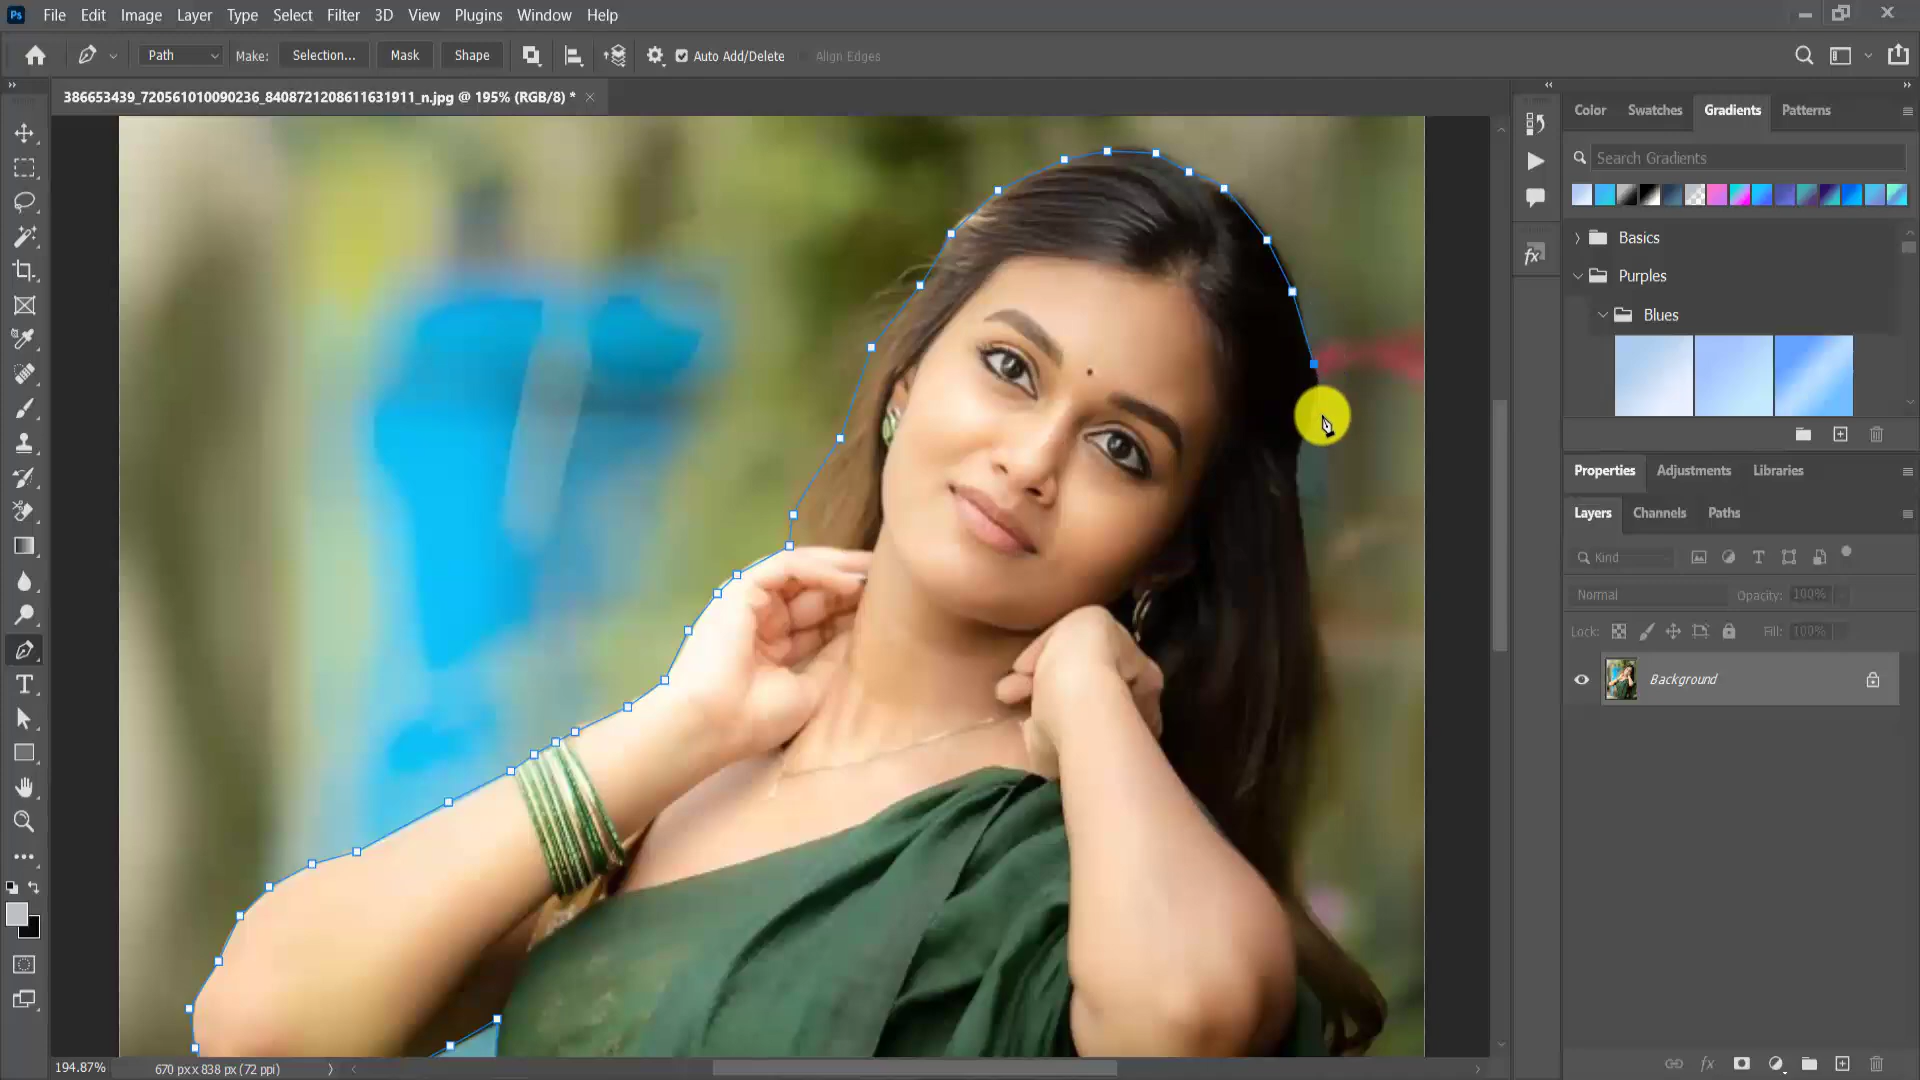 Ps File Edit Image Layer Type Select Filter 3D View Plugins Window Help
Path Make: Selection... Mask Shape Auto Add/Delete Align Edges
386653439_720561010090236_8408721208611631911_n.jpg @ 195% (RGB/8) *
Color Swatches Gradients Patterns
Search Gradients
Basics
Purples
Blues
Properties Adjustments Libraries
Layers Channels Paths
Kind
Normal Opacity: 100%
Lock: Fill: 100%
Background
fx
T
194.87% 670 px x 838 px (72 ppi)
fx